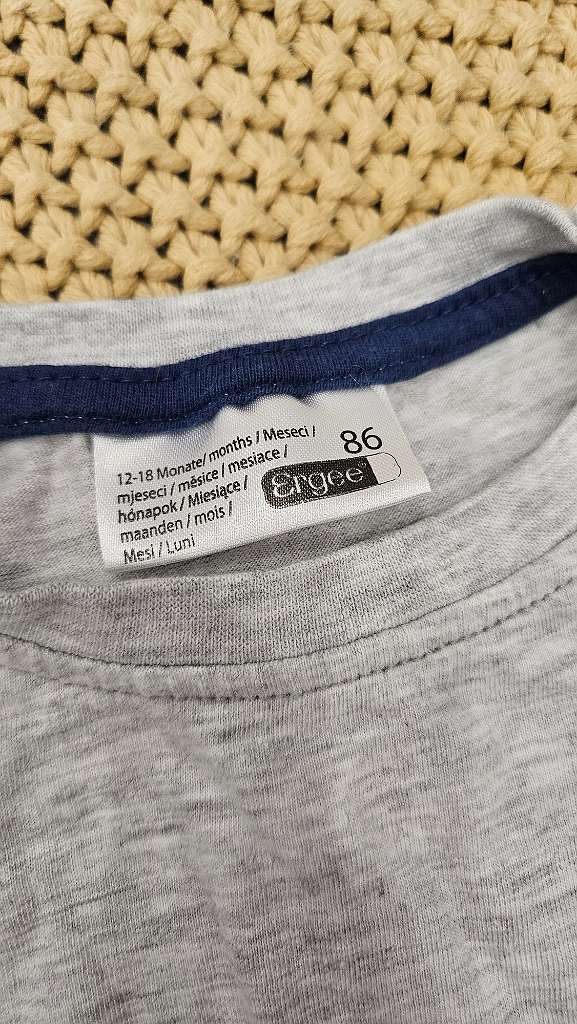 12-18 Monate/ months / Meseci /
mjeseci / měsíce / mesiace /
hónapok / Miesiące /
maanden / mois /
Mesi / Luni
86
Ergee®